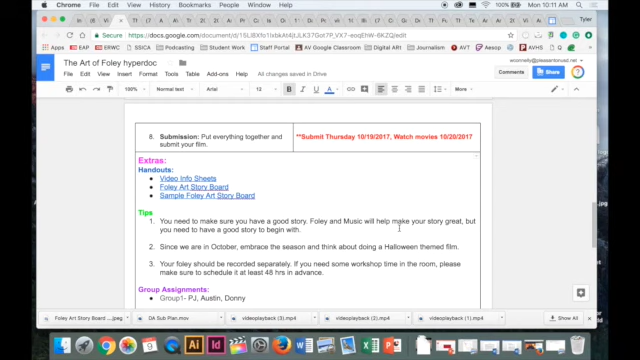 Chrome File Edit View History Bookmarks People Window Help
100%
Mon 10:11 AM
Tyler
Secure https://docs.google.com/document/d/
Apps EAP ERWC SSICA Podcasting Student Work Staff Portal AV Google Classroom Digital ARt Journalism ATP Aesop AV Classroom
Other Bookmarks
The Art of Foley hyperdoc
wconnelly@pleasantonusd.net
File Edit View Insert Format Tools Table Add-ons Help All changes saved in Drive
Comments Share
100% Normal text Arial 12 B I U A More
8. Submission: Put everything together and submit your film.
**Submit Thursday 10/19/2017, Watch movies 10/20/2017
Extras:
Handouts:
● Video Info Sheets
● Foley Art Story Board
● Sample Foley Art Story Board
Tips
1. You need to make sure you have a good story. Foley and Music will help make your story great, but
you need to have a good story to begin with.
2. Since we are in October, embrace the season and think about doing a Halloween themed film.
3. Your foley should be recorded separately. If you need some workshop time in the room, please
make sure to schedule it at least 48 hrs in advance.
Group Assignments:
● Group1- PJ, Austin, Donny
Foley Art Story Board ....jpeg
DA Sub Plan.mov
videoplayback (3).mp4
videoplayback (2).mp4
videoplayback (1).mp4
Show All